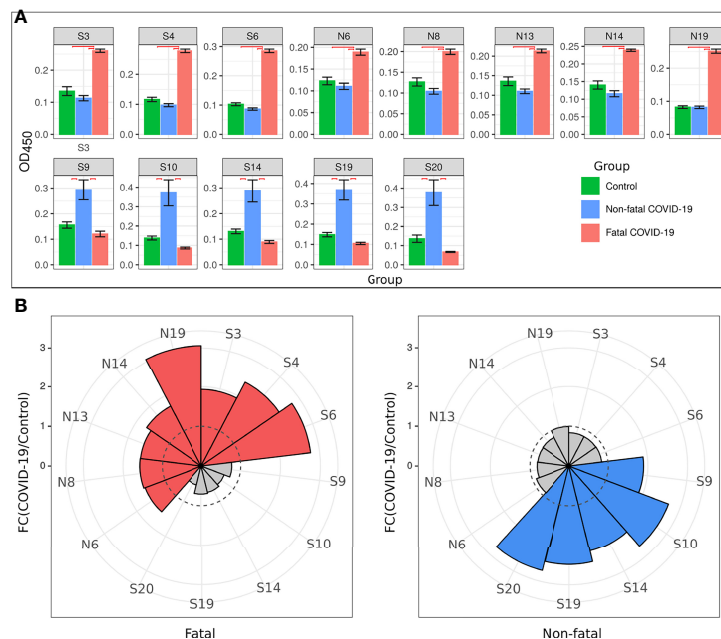 A
S3 S4 S6 N6 N8 N13 N14 N19
0.2 0.2 0.3 0.20 0.20 0.20 0.25 0.2
0.20
0.2 0.15 0.15 0.15 0.15
0.1 0.1 0.10 0.10 0.10 0.10 0.1
0.1 0.05 0.05 0.05 0.05
0.0 0.0 0.0 0.00 0.00 0.00 0.00 0.0
OD450
S3
S9 S10 S14 S19 S20
0.3 0.4 0.3 0.4 0.4
0.3 0.3 0.3
0.2 0.2 0.2 0.2 0.2
0.1 0.1 0.1 0.1 0.1
0.0 0.0 0.0 0.0 0.0
Group
Group
Control
Non-fatal COVID-19
Fatal COVID-19
B
FC(COVID-19/Control)
3
2
1
0
N19 S3
N14 S4
N13 S6
N8 S9
N6 S10
S20 S14
S19
Fatal
FC(COVID-19/Control)
3
2
1
0
N19 S3
N14 S4
N13 S6
N8 S9
N6 S10
S20 S14
S19
Non-fatal